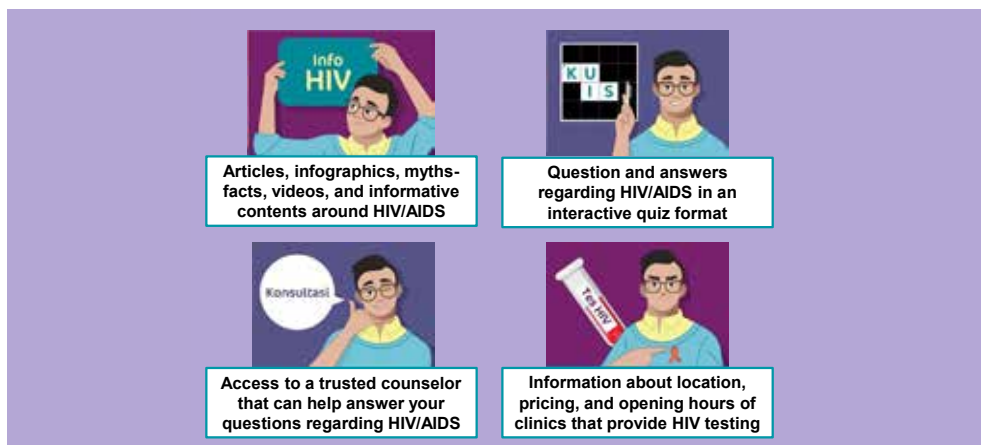 Info
HIV
Articles, infographics, myths-
facts, videos, and informative
contents around HIV/AIDS
KU
IS
Question and answers
regarding HIV/AIDS in an
interactive quiz format
Konsultasi
Access to a trusted counselor
that can help answer your
questions regarding HIV/AIDS
Tes HIV
Information about location,
pricing, and opening hours of
clinics that provide HIV testing